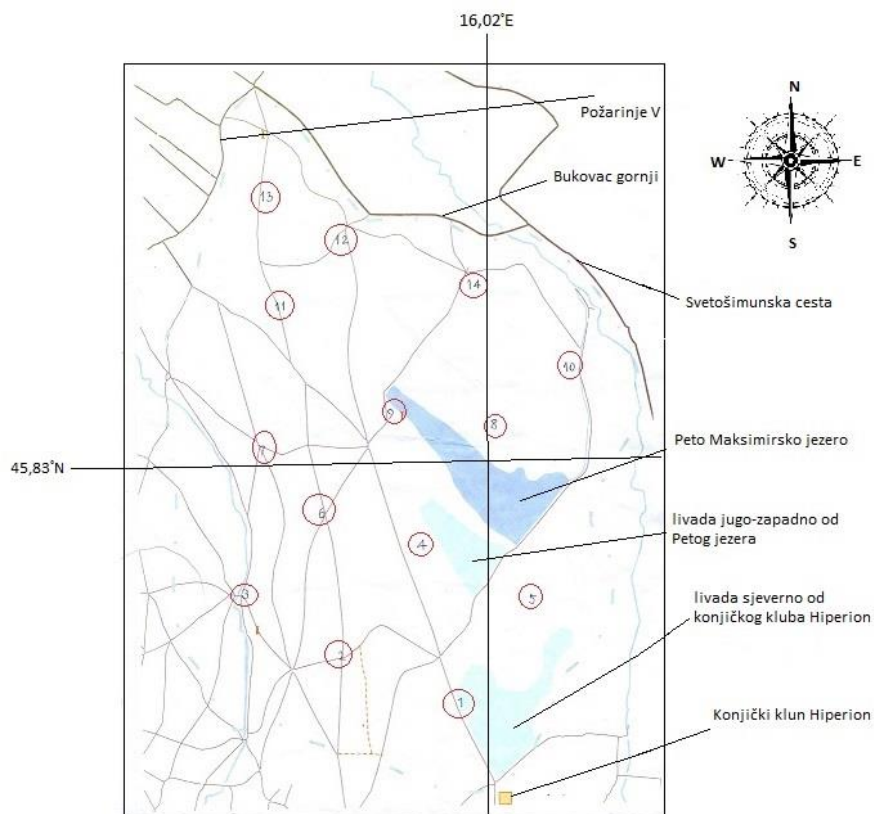 16,02°E
Požarinje V
N
W
E
S
Bukovac gornji
13
12
14
Svetošimunska cesta
11
10
9
8
Peto Maksimirsko jezero
7
45,83°N
6
livada jugo-zapadno od
Petog jezera
4
3
5
livada sjeverno od
konjičkog kluba Hiperion
2
1
Konjički klun Hiperion